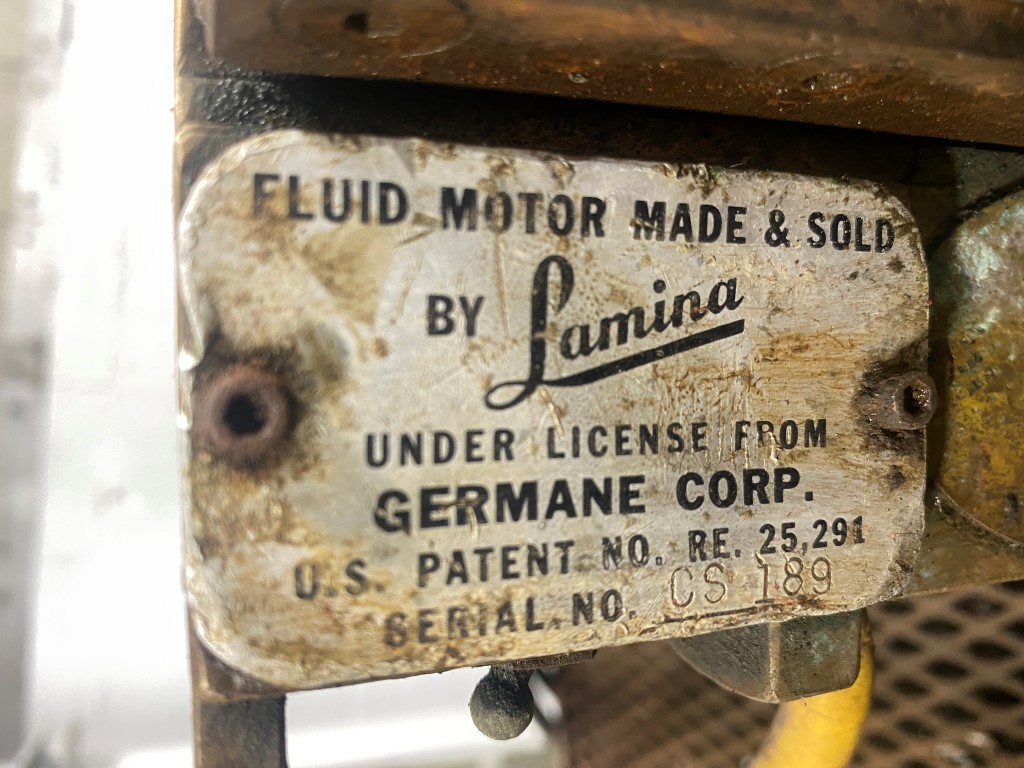 FLUID MOTOR MADE & SOLD
BY Lamina
UNDER LICENSE FROM
GERMANE CORP.
U.S. PATENT NO. RE. 25,291
SERIAL NO. CS 189